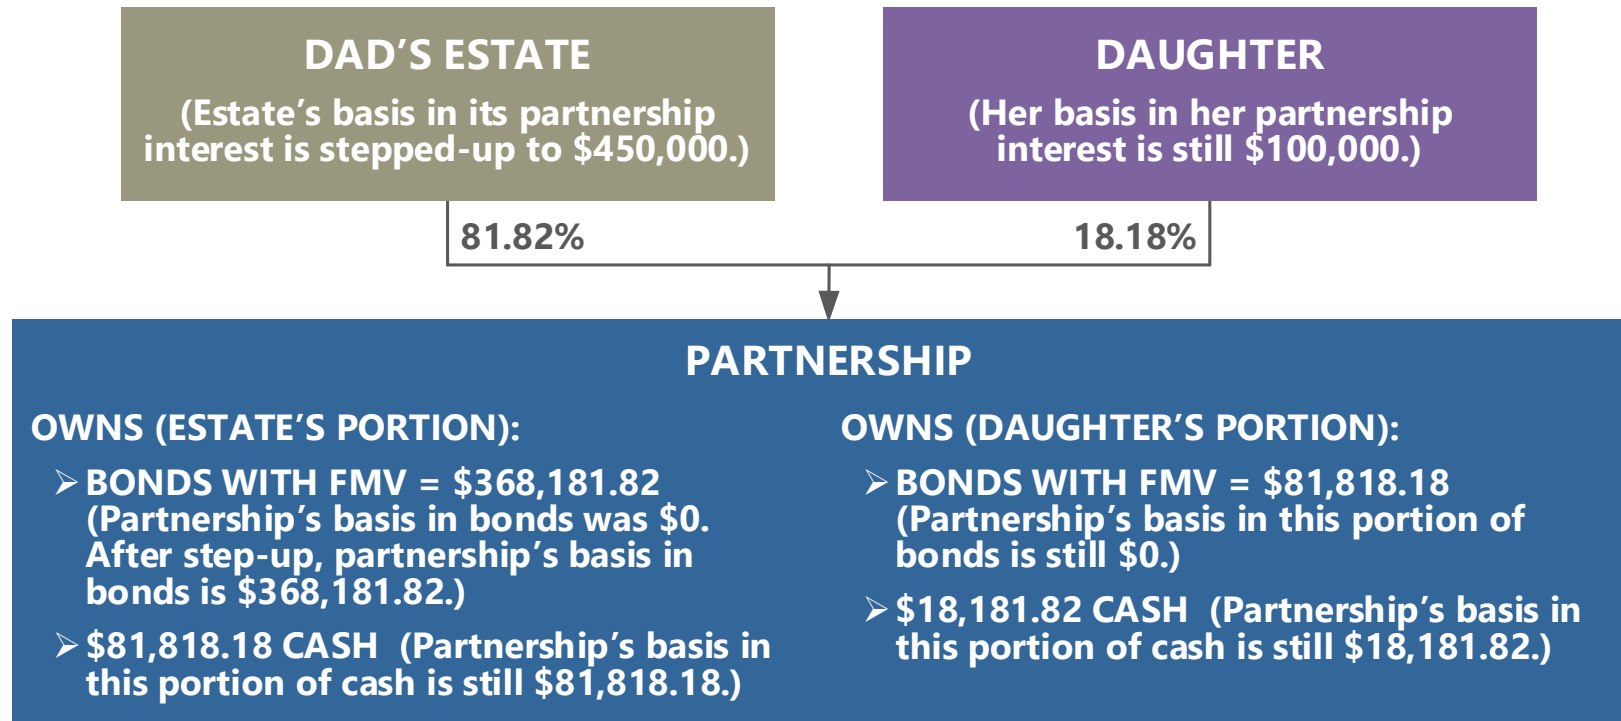 DAD’S ESTATE
(Estate’s basis in its partnership
interest is stepped-up to $450,000.)
DAUGHTER
(Her basis in her partnership
interest is still $100,000.)
81.82%
18.18%
PARTNERSHIP
OWNS (ESTATE’S PORTION):
➢ BONDS WITH FMV = $368,181.82
(Partnership’s basis in bonds was $0.
After step-up, partnership’s basis in
bonds is $368,181.82.)
➢ $81,818.18 CASH (Partnership’s basis in
this portion of cash is still $81,818.18.)
OWNS (DAUGHTER’S PORTION):
➢ BONDS WITH FMV = $81,818.18
(Partnership’s basis in this portion of
bonds is still $0.)
➢ $18,181.82 CASH (Partnership’s basis in
this portion of cash is still $18,181.82.)